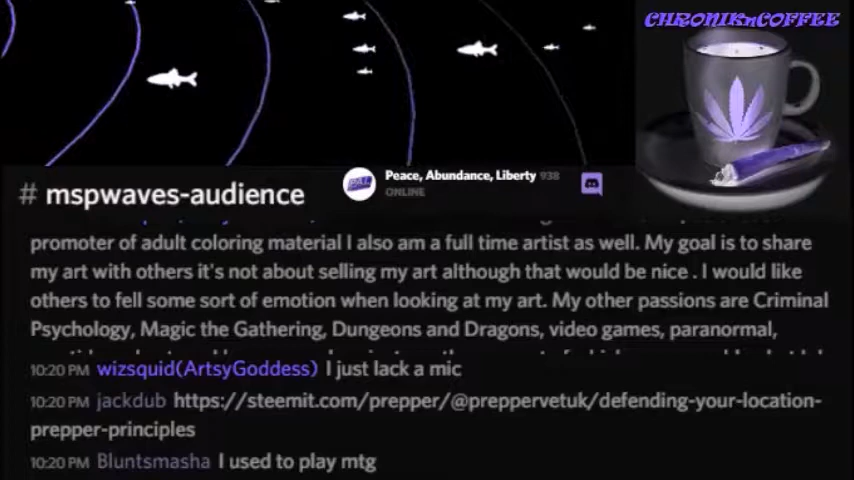 CHRONIKnCOFFEE
# mspwaves-audience
Peace, Abundance, Liberty 938
ONLINE
promoter of adult coloring material I also am a full time artist as well. My goal is to share
my art with others it's not about selling my art although that would be nice . I would like
others to fell some sort of emotion when looking at my art. My other passions are Criminal
Psychology, Magic the Gathering, Dungeons and Dragons, video games, paranormal,
10:20 PM wizsquid(ArtsyGoddess) I just lack a mic
10:20 PM jackdub https://steemit.com/prepper/@preppervetuk/defending-your-location-
prepper-principles
10:20 PM Bluntsmasha I used to play mtg